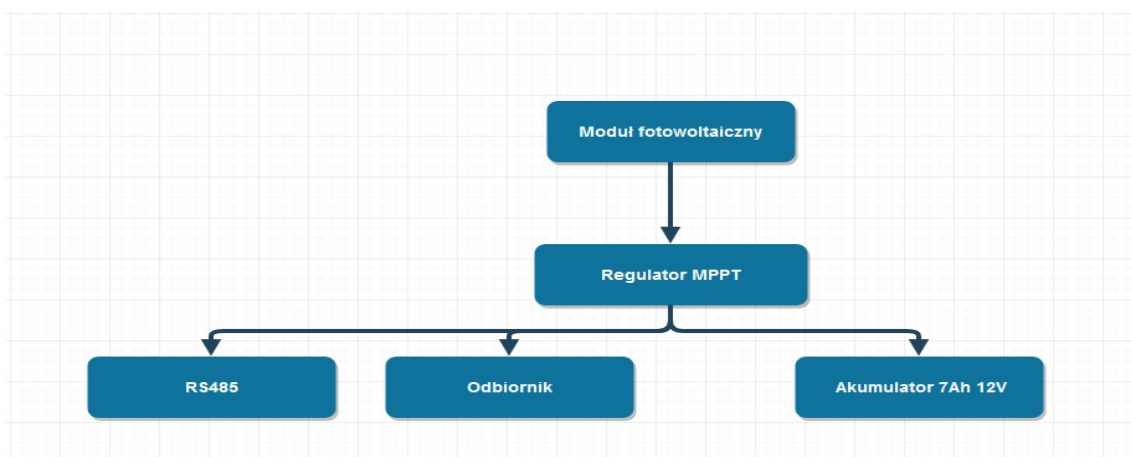 Moduł fotowoltaiczny
Regulator MPPT
RS485
Odbiornik
Akumulator 7Ah 12V